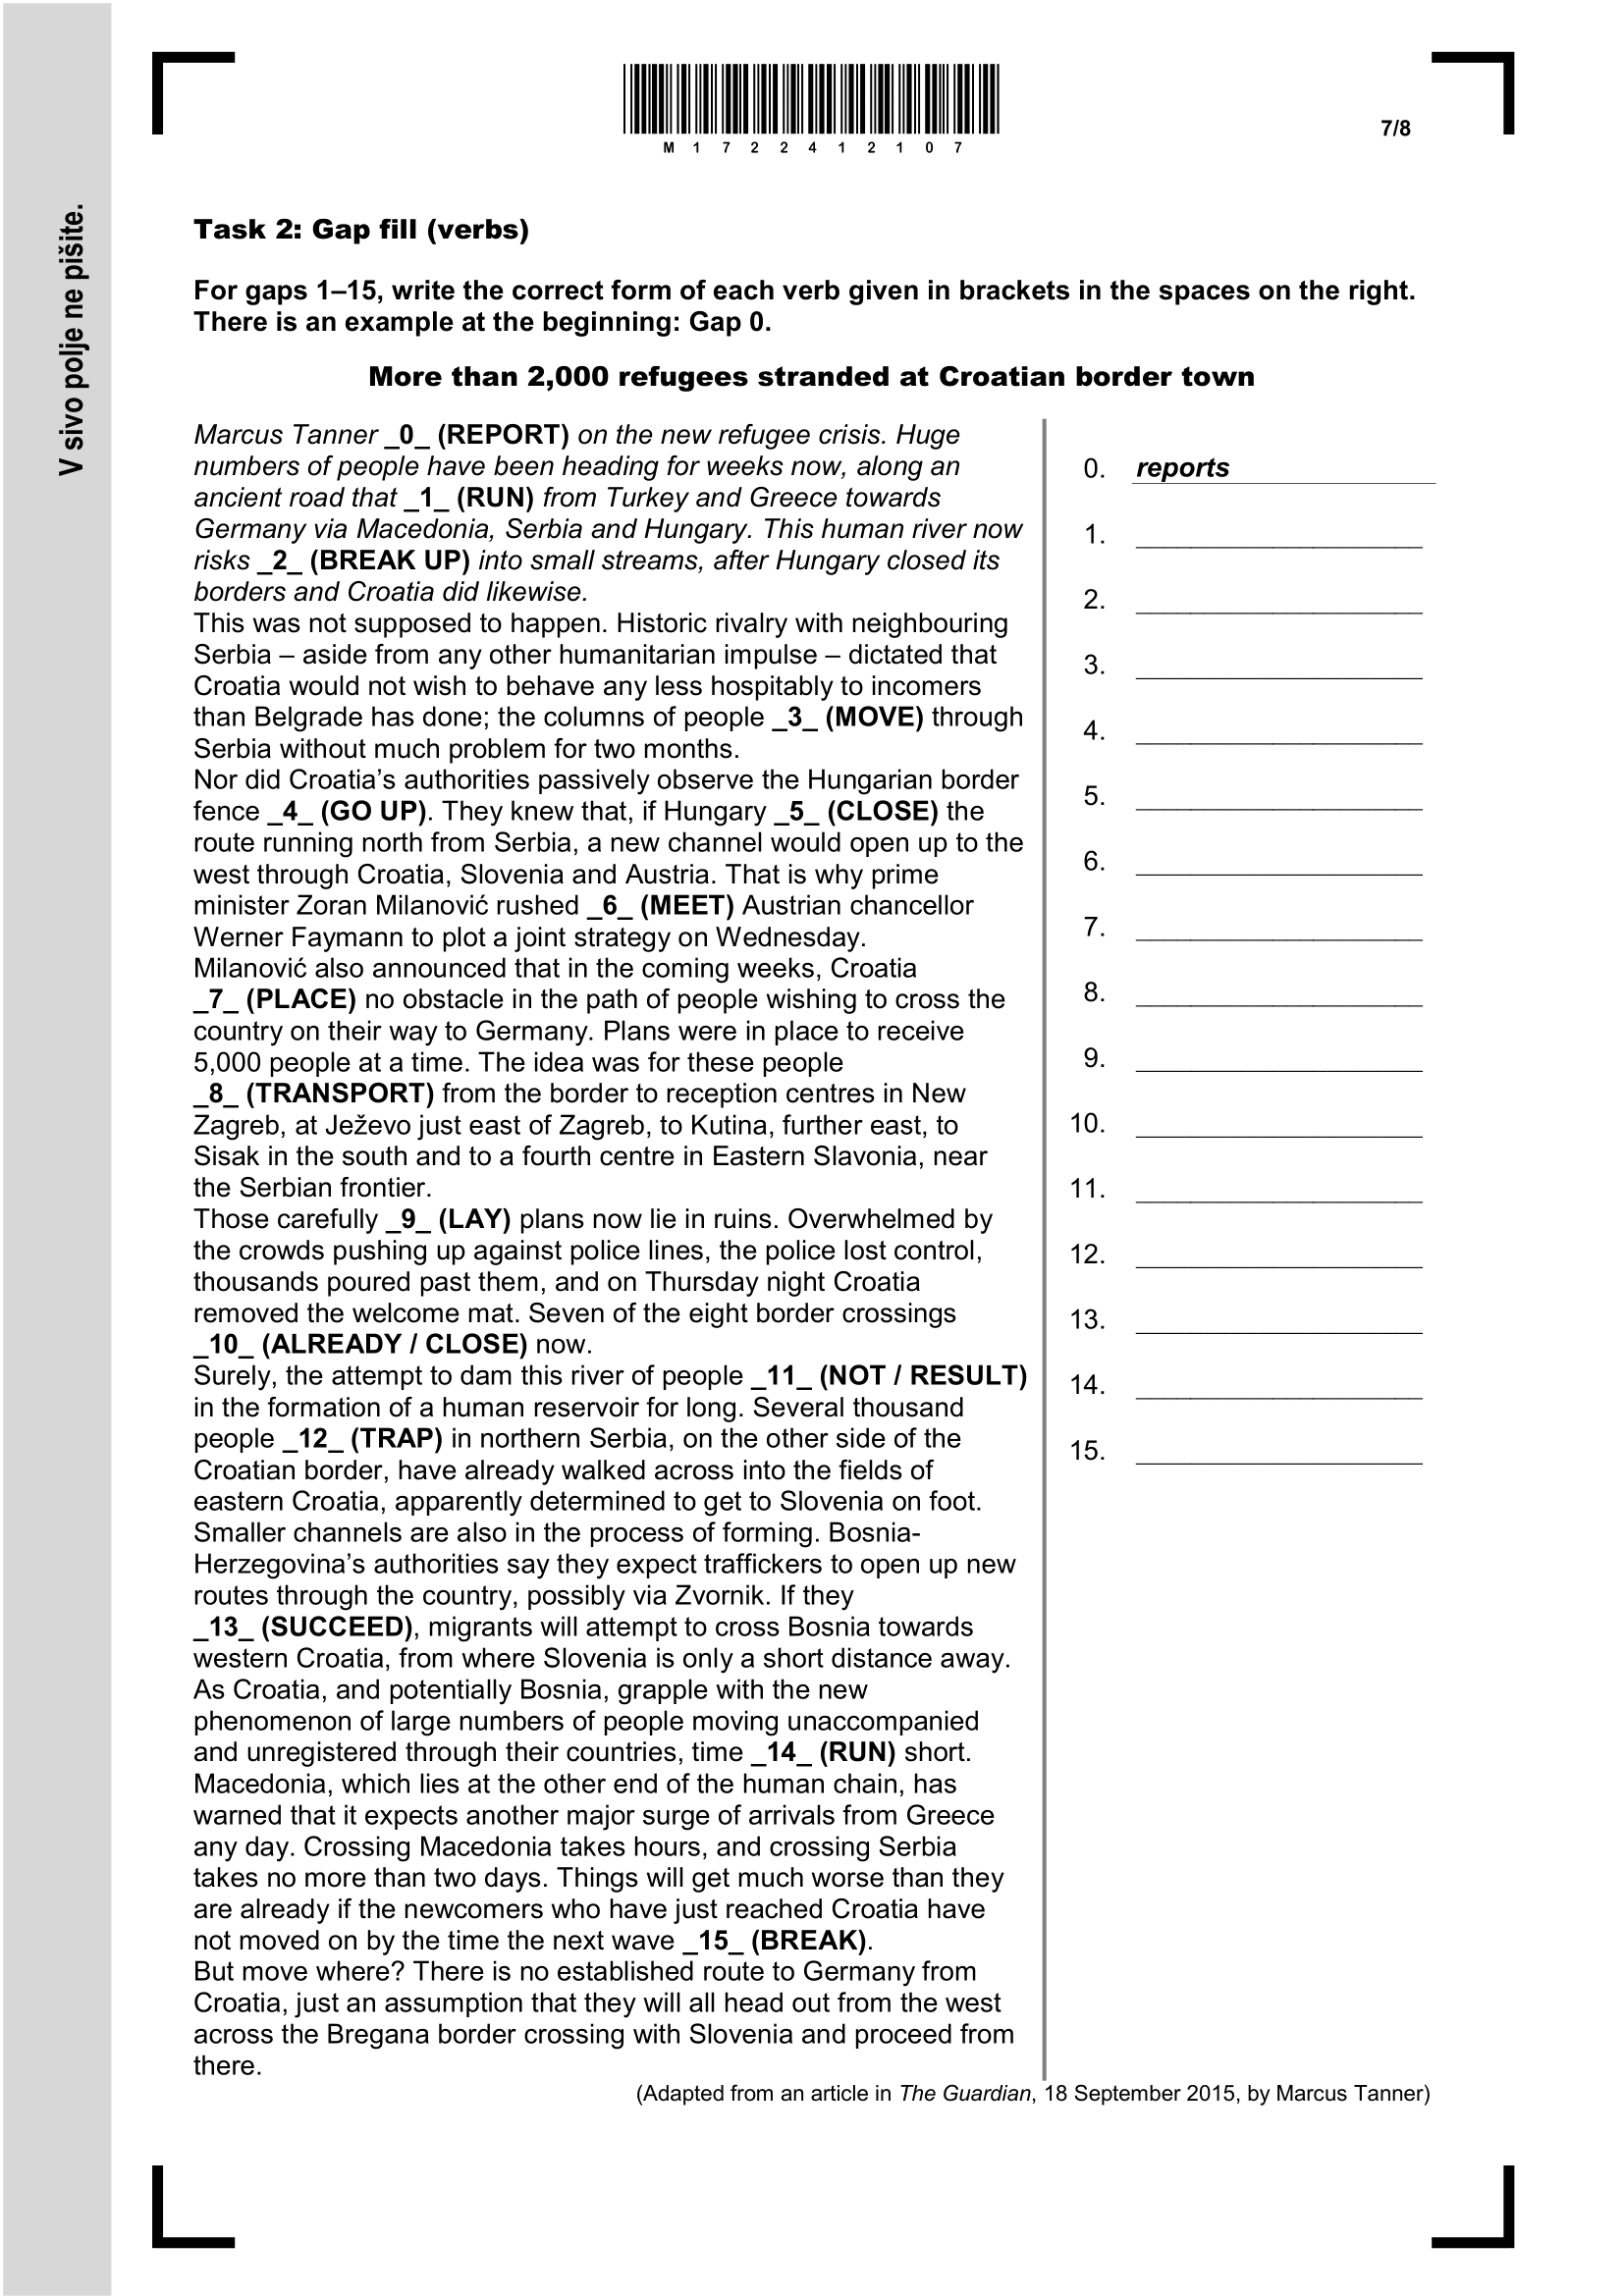 V sivo polje ne pišite.
M 1 7 2 2 4 1 2 1 0 7
7/8
Task 2: Gap fill (verbs)
For gaps 1–15, write the correct form of each verb given in brackets in the spaces on the right.
There is an example at the beginning: Gap 0.
More than 2,000 refugees stranded at Croatian border town
Marcus Tanner _0_ (REPORT) on the new refugee crisis. Huge
numbers of people have been heading for weeks now, along an
ancient road that _1_ (RUN) from Turkey and Greece towards
Germany via Macedonia, Serbia and Hungary. This human river now
risks _2_ (BREAK UP) into small streams, after Hungary closed its
borders and Croatia did likewise.
This was not supposed to happen. Historic rivalry with neighbouring
Serbia – aside from any other humanitarian impulse – dictated that
Croatia would not wish to behave any less hospitably to incomers
than Belgrade has done; the columns of people _3_ (MOVE) through
Serbia without much problem for two months.
Nor did Croatia's authorities passively observe the Hungarian border
fence _4_ (GO UP). They knew that, if Hungary _5_ (CLOSE) the
route running north from Serbia, a new channel would open up to the
west through Croatia, Slovenia and Austria. That is why prime
minister Zoran Milanović rushed _6_ (MEET) Austrian chancellor
Werner Faymann to plot a joint strategy on Wednesday.
Milanović also announced that in the coming weeks, Croatia
_7_ (PLACE) no obstacle in the path of people wishing to cross the
country on their way to Germany. Plans were in place to receive
5,000 people at a time. The idea was for these people
_8_ (TRANSPORT) from the border to reception centres in New
Zagreb, at Ježevo just east of Zagreb, to Kutina, further east, to
Sisak in the south and to a fourth centre in Eastern Slavonia, near
the Serbian frontier.
Those carefully _9_ (LAY) plans now lie in ruins. Overwhelmed by
the crowds pushing up against police lines, the police lost control,
thousands poured past them, and on Thursday night Croatia
removed the welcome mat. Seven of the eight border crossings
_10_ (ALREADY / CLOSE) now.
Surely, the attempt to dam this river of people _11_ (NOT / RESULT)
in the formation of a human reservoir for long. Several thousand
people _12_ (TRAP) in northern Serbia, on the other side of the
Croatian border, have already walked across into the fields of
eastern Croatia, apparently determined to get to Slovenia on foot.
Smaller channels are also in the process of forming. Bosnia-
Herzegovina's authorities say they expect traffickers to open up new
routes through the country, possibly via Zvornik. If they
_13_ (SUCCEED), migrants will attempt to cross Bosnia towards
western Croatia, from where Slovenia is only a short distance away.
As Croatia, and potentially Bosnia, grapple with the new
phenomenon of large numbers of people moving unaccompanied
and unregistered through their countries, time _14_ (RUN) short.
Macedonia, which lies at the other end of the human chain, has
warned that it expects another major surge of arrivals from Greece
any day. Crossing Macedonia takes hours, and crossing Serbia
takes no more than two days. Things will get much worse than they
are already if the newcomers who have just reached Croatia have
not moved on by the time the next wave _15_ (BREAK).
But move where? There is no established route to Germany from
Croatia, just an assumption that they will all head out from the west
across the Bregana border crossing with Slovenia and proceed from
there.
0. reports
1.
2.
3.
4.
5.
6.
7.
8.
9.
10.
11.
12.
13.
14.
15.
(Adapted from an article in The Guardian, 18 September 2015, by Marcus Tanner)